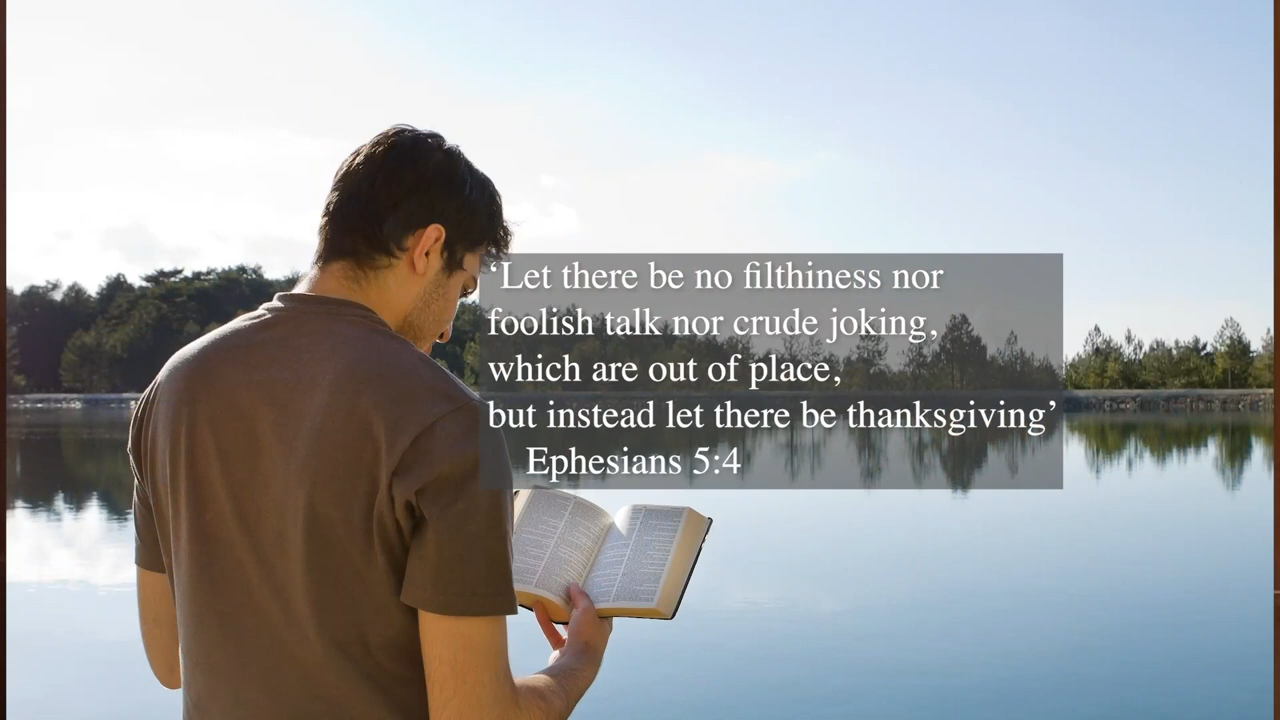 ‘Let there be no filthiness nor
foolish talk nor crude joking,
which are out of place,
but instead let there be thanksgiving’
Ephesians 5:4